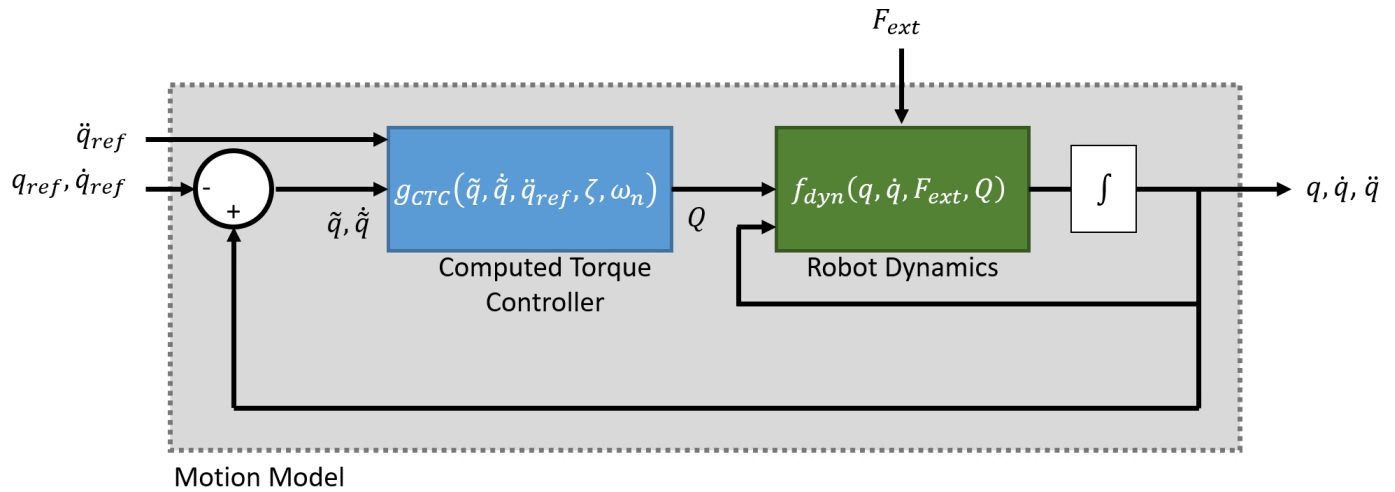 F_ext
q̈_ref
q_ref, q̇_ref
-
+
q̃, q̃̇
g_CTC(q̃, q̃̇, q̈_ref, ζ, ω_n)
Computed Torque
Controller
Q
f_dyn(q, q̇, F_ext, Q)
Robot Dynamics
∫
q, q̇, q̈
Motion Model